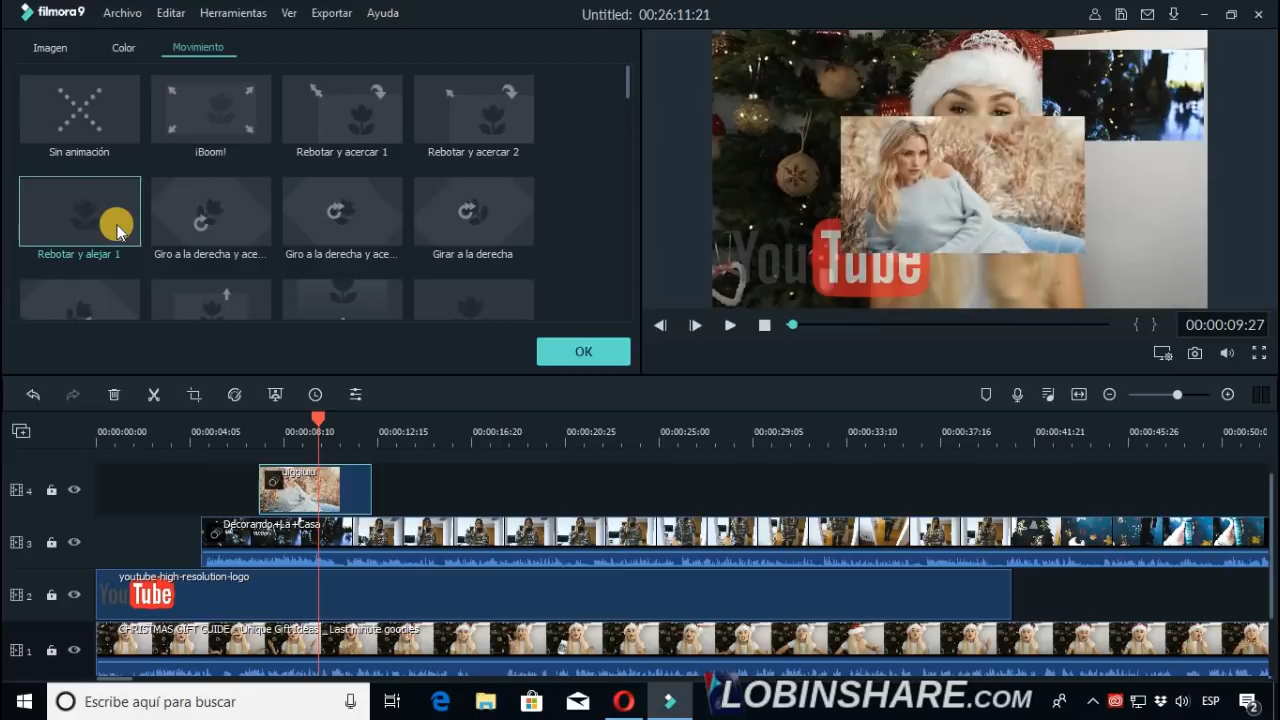 filmora9 Archivo Editar Herramientas Ver Exportar Ayuda Untitled: 00:26:11:21
Imagen Color Movimiento
Sin animación ¡Boom! Rebotar y acercar 1 Rebotar y acercar 2
Rebotar y alejar 1 Giro a la derecha y ace... Giro a la derecha y ace... Girar a la derecha
OK
YouTube
{ } 00:00:09:27
00:00:00:00 00:00:04:05 00:00:08:10 00:00:12:15 00:00:16:20 00:00:20:25 00:00:25:00 00:00:29:05 00:00:33:10 00:00:37:16 00:00:41:21 00:00:45:26 00:00:50:0
4
3 Decorando+La+Casa
2 youtube-high-resolution-logo
YouTube
1 CHRISTMAS GIFT GUIDE _ Unique Gift Ideas _ Last minute goodies
Escribe aquí para buscar
LOBINSHARE.COM
ESP 2